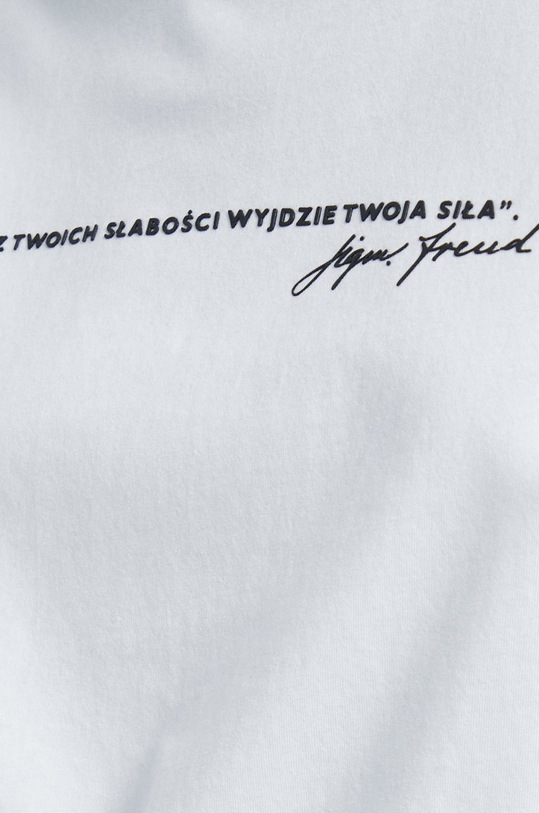 Z TWOICH SŁABOŚCI WYJDZIE TWOJA SIŁA”.
Sigm. Freud